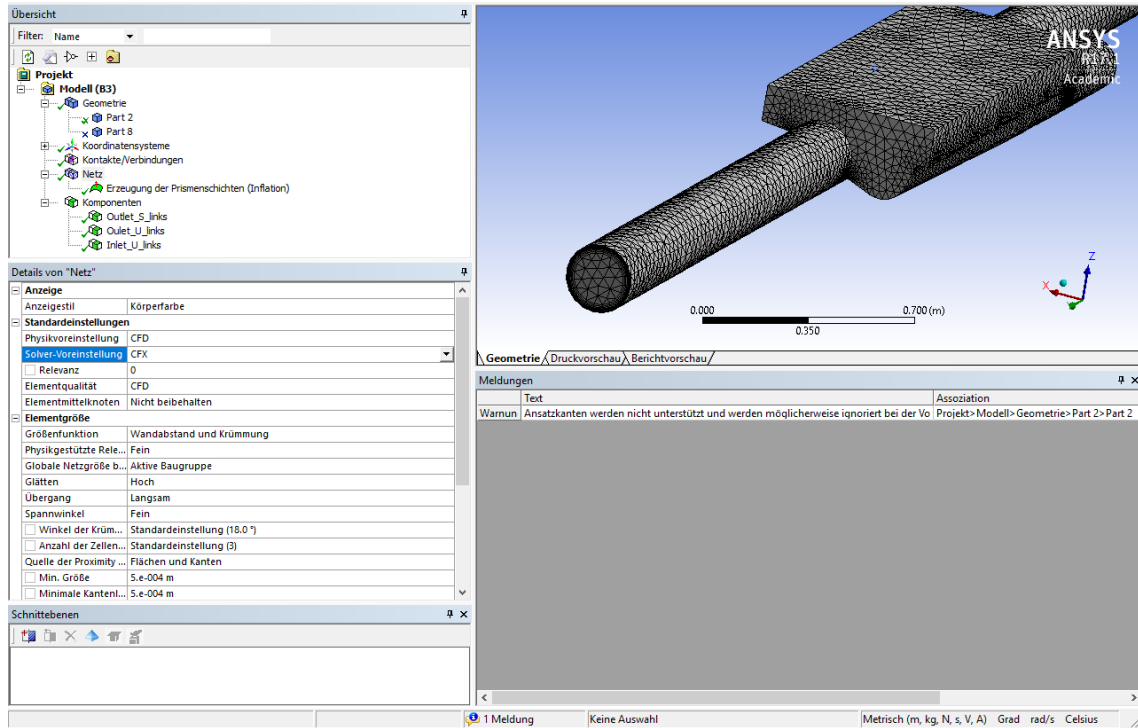 Übersicht
Filter: Name
Projekt
Modell (B3)
Geometrie
Part 2
Part 8
Koordinatensysteme
Kontakte/Verbindungen
Netz
Erzeugung der Prismenschichten (Inflation)
Komponenten
Outlet_S_links
Oulet_U_links
Inlet_U_links
Details von "Netz"
Anzeige
Anzeigestil Körperfarbe
Standardeinstellungen
Physikvoreinstellung CFD
Solver-Voreinstellung CFX
Relevanz 0
Elementqualität CFD
Elementmittelknoten Nicht beibehalten
Elementgröße
Größenfunktion Wandabstand und Krümmung
Physikgestützte Rele... Fein
Globale Netzgröße b... Aktive Baugruppe
Glätten Hoch
Übergang Langsam
Spannwinkel Fein
Winkel der Krüm... Standardeinstellung (18.0 °)
Anzahl der Zellen... Standardeinstellung (3)
Quelle der Proximity ... Flächen und Kanten
Min. Größe 5.e-004 m
Minimale Kantenl... 5.e-004 m
Schnittebenen
ANSYS
R17.1
Academic
Z
X
0.000 0.700 (m)
0.350
Geometrie Druckvorschau Berichtvorschau
Meldungen
Text Assoziation
Warnun Ansatzkanten werden nicht unterstützt und werden möglicherweise ignoriert bei der Vo Projekt>Modell>Geometrie>Part 2>Part 2
1 Meldung Keine Auswahl Metrisch (m, kg, N, s, V, A) Grad rad/s Celsius